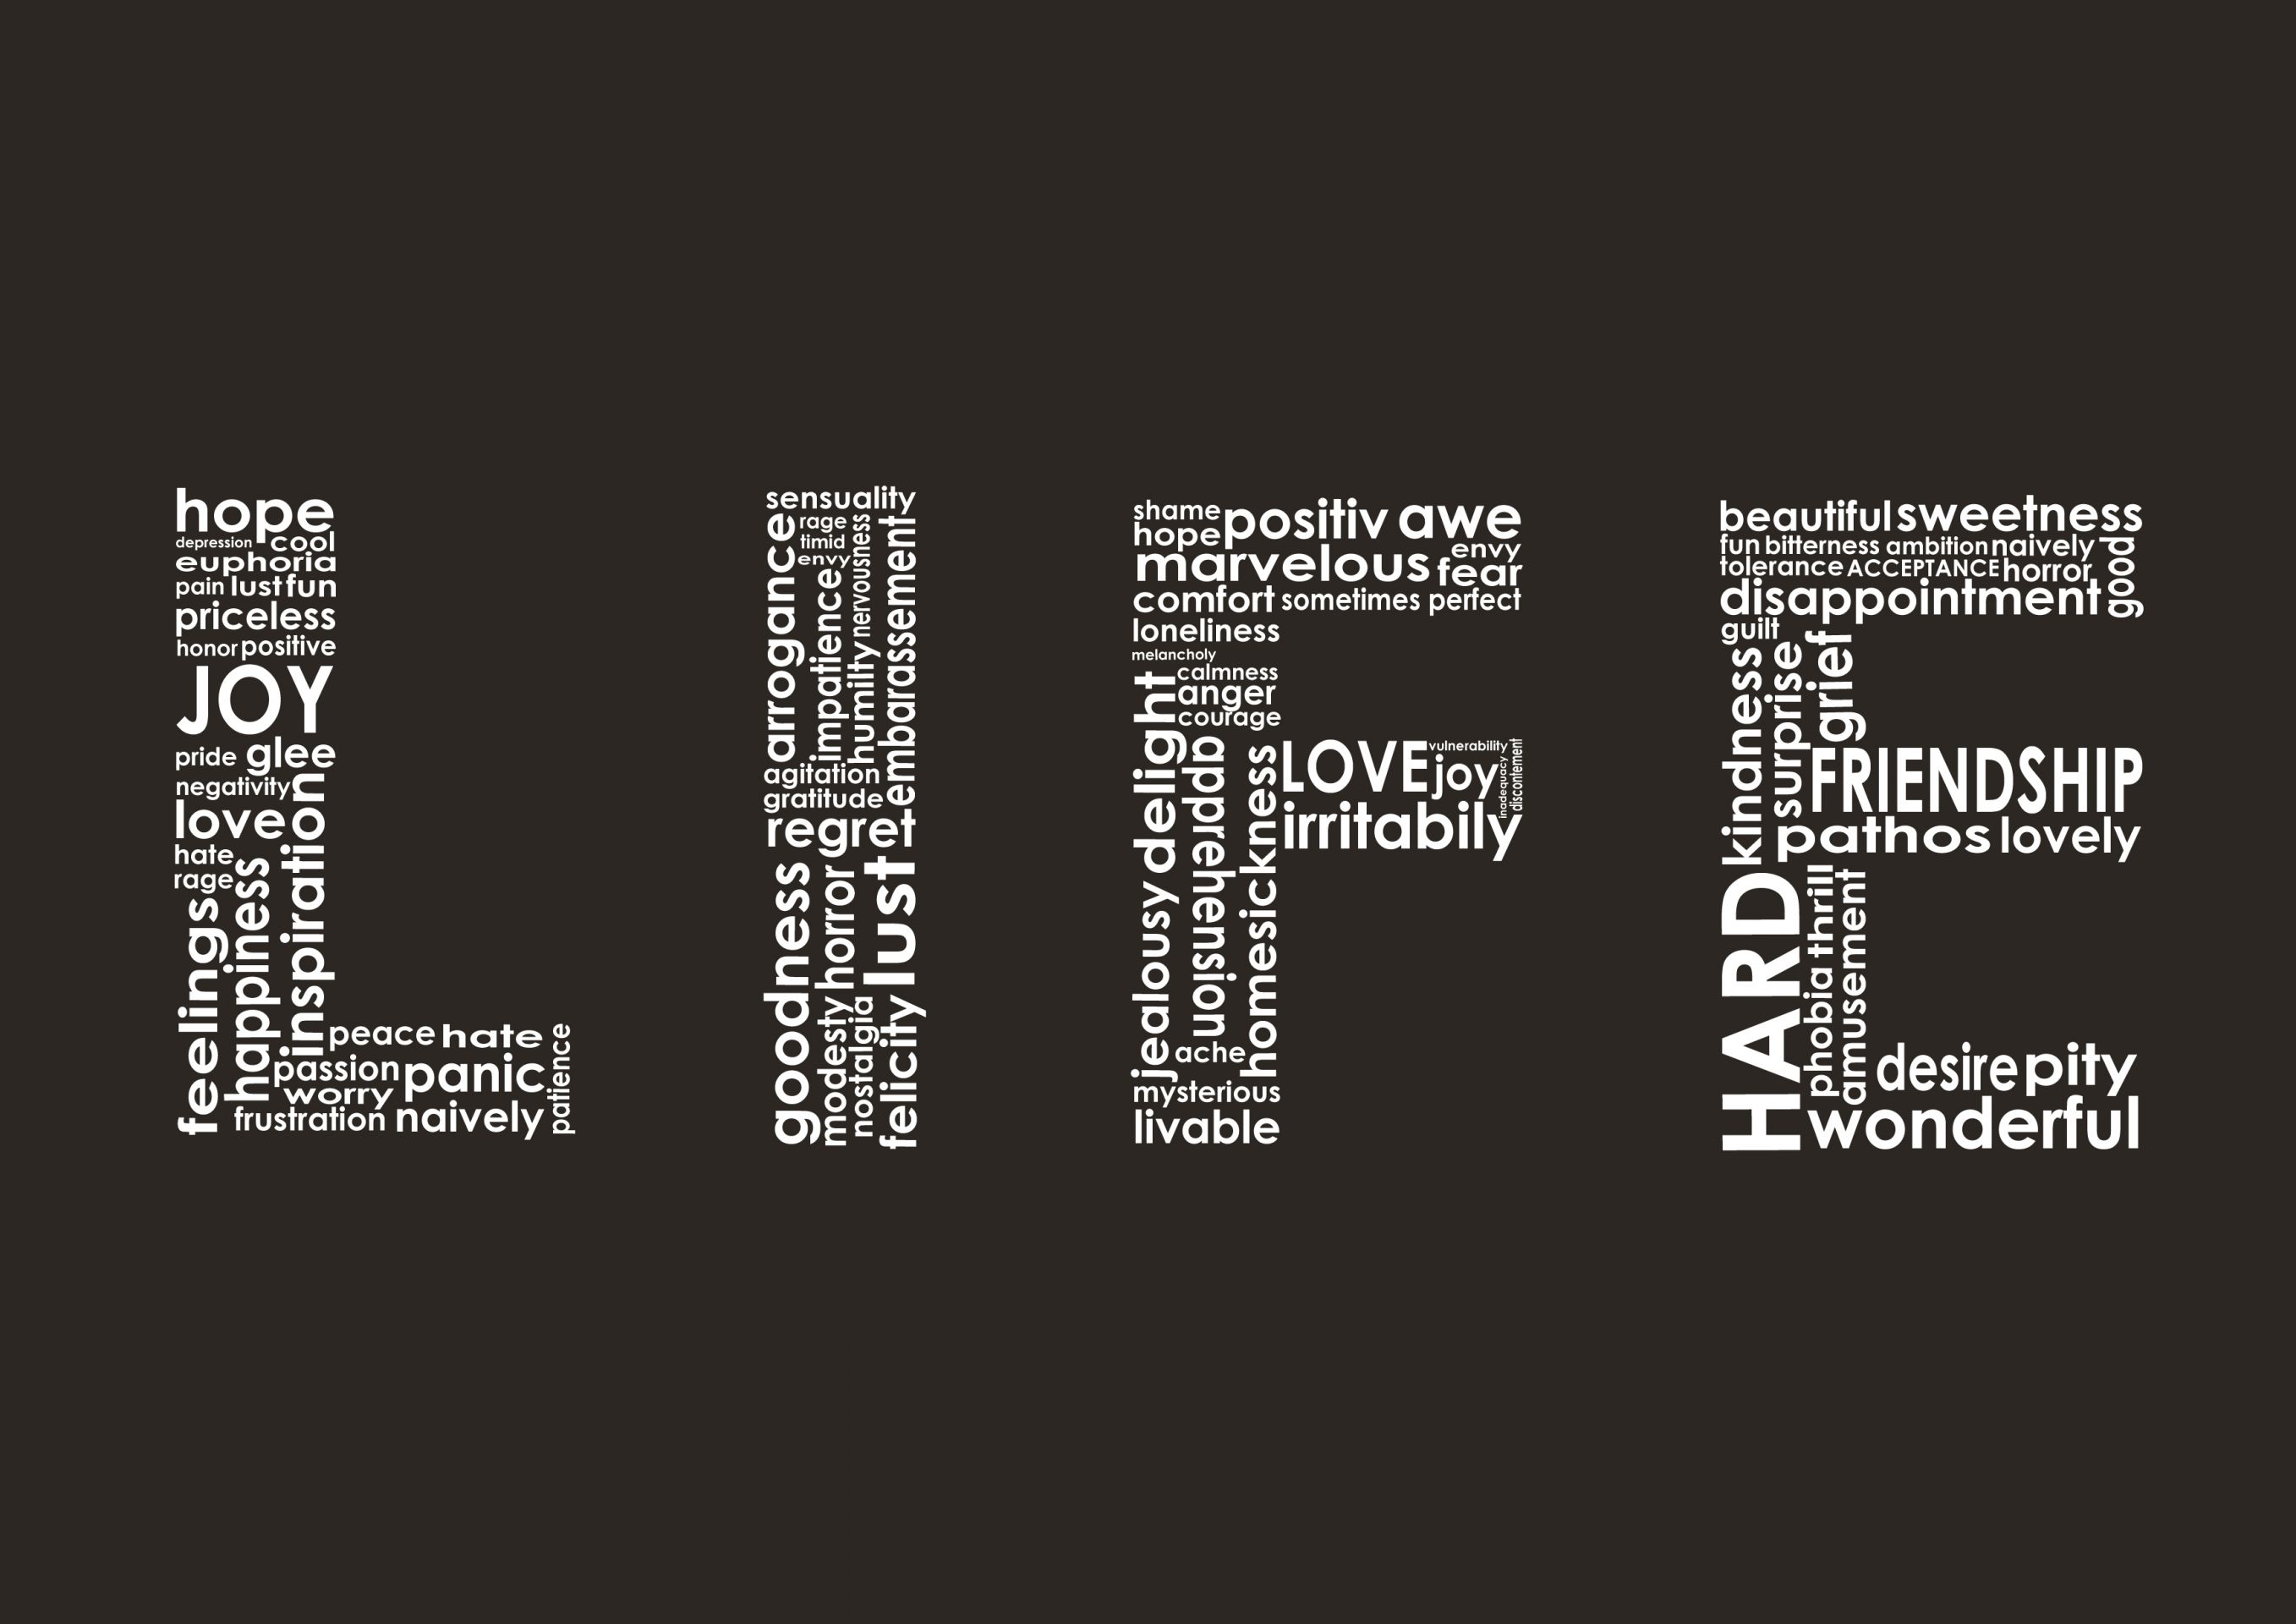 hope
depression cool
euphoria
pain lust fun
priceless
honor positive
JOY
pride glee
negativity
love
hate
rage
feelings
happiness
inspiration
peace hate
passion panic
worry
frustration naively
patience
sensuality
arrogance
rage
timid
envy
impatience
humility nervousness
embarassement
agitation
gratitude
regret
goodness
modesty horror
nostalgia
felicity lust
shame positiv awe
hope
marvelous envy
fear
comfort sometimes perfect
loneliness
melancholy
calmness
anger
courage
jealousy delight
apprehension
homesickness
ache
mysterious
livable
LOVE vulnerability
joy
inadequacy
discontement
irritabily
beautiful sweetness
fun bitterness ambition naively
tolerance ACCEPTANCE horror
good
disappointment
guilt
HARD kindness
surprise
grief
FRIENDSHIP
pathos lovely
phobia thrill
amusement
desire pity
wonderful